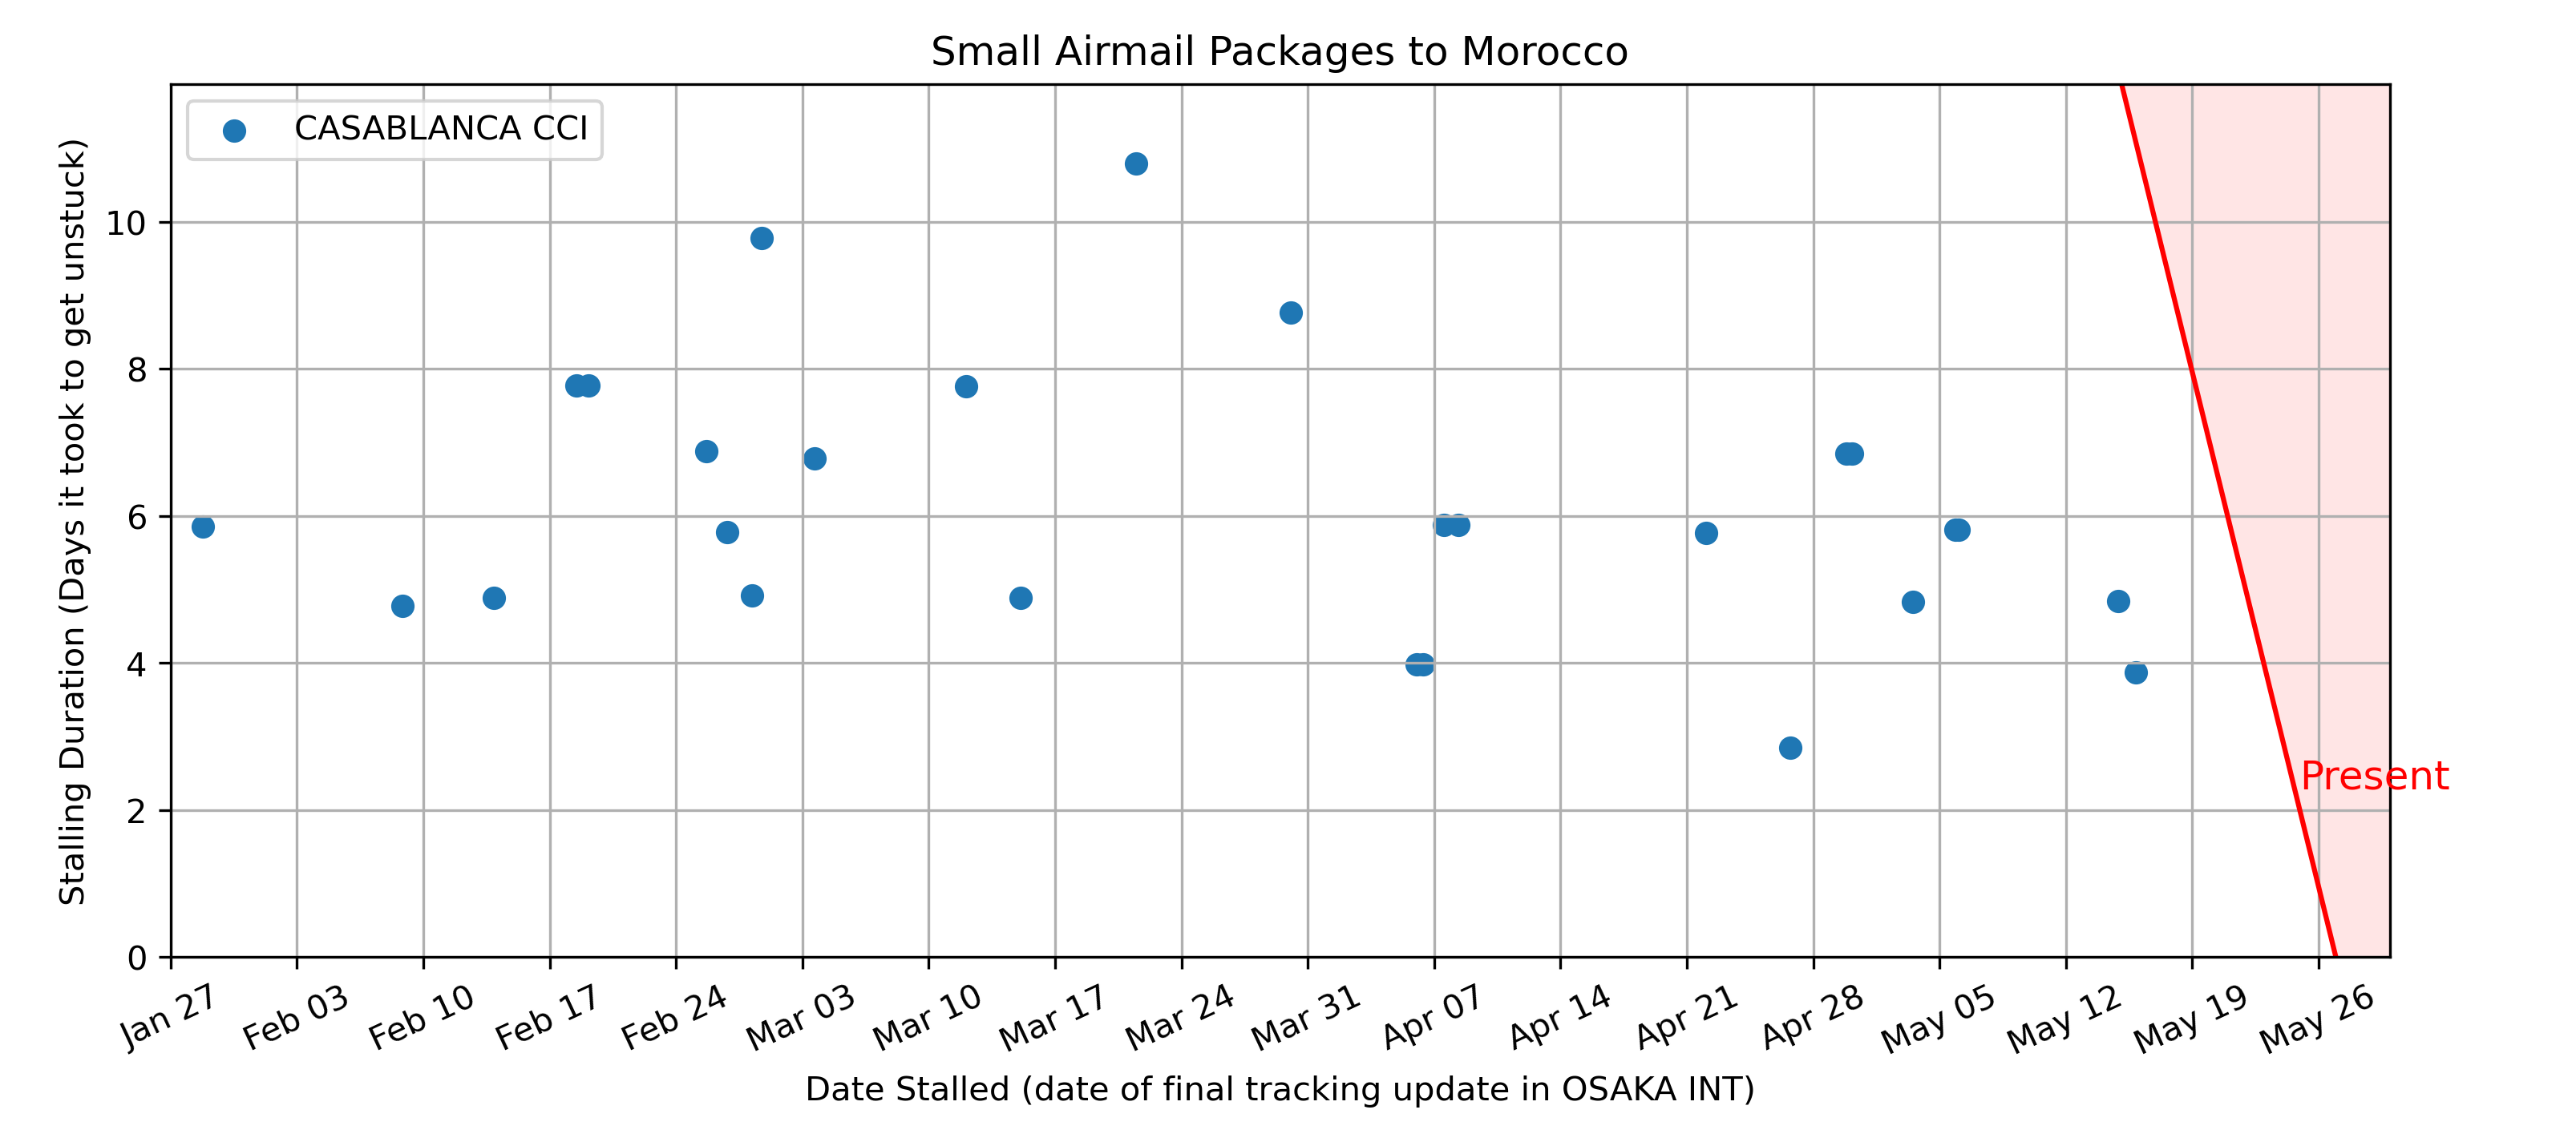 Small Airmail Packages to Morocco
CASABLANCA CCI
Stalling Duration (Days it took to get unstuck)
10
8
6
4
2
0
Present
Jan 27
Feb 03
Feb 10
Feb 17
Feb 24
Mar 03
Mar 10
Mar 17
Mar 24
Mar 31
Apr 07
Apr 14
Apr 21
Apr 28
May 05
May 12
May 19
May 26
Date Stalled (date of final tracking update in OSAKA INT)